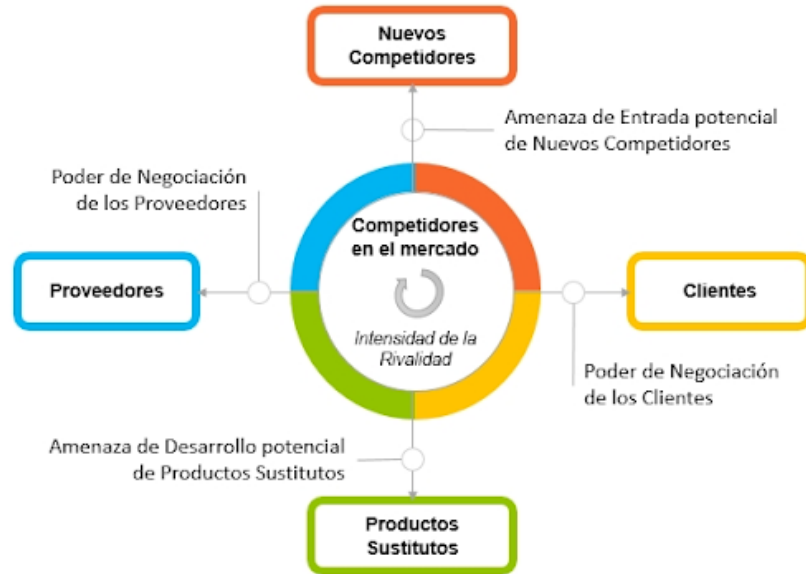 Nuevos
Competidores
Amenaza de Entrada potencial
de Nuevos Competidores
Poder de Negociación
de los Proveedores
Competidores
en el mercado
Proveedores
Clientes
Intensidad de la
Rivalidad
Poder de Negociación
de los Clientes
Amenaza de Desarrollo potencial
de Productos Sustitutos
Productos
Sustitutos